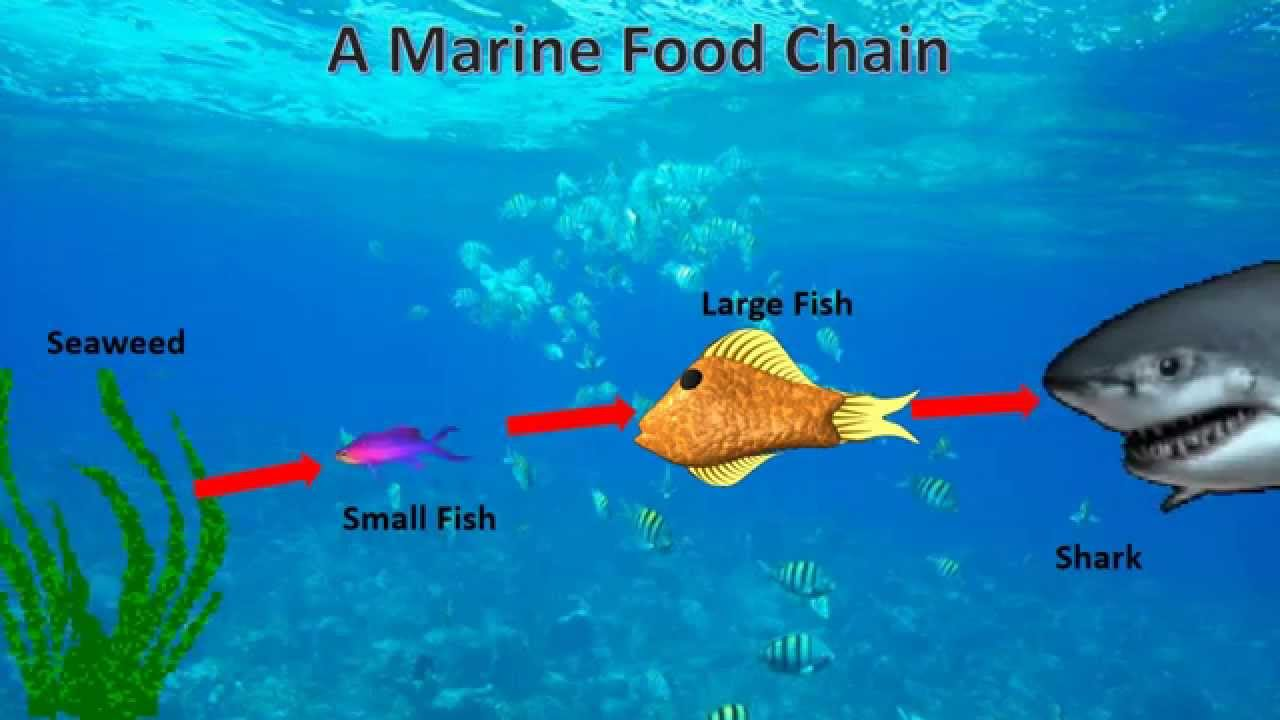 A Marine Food Chain
Seaweed
Small Fish
Large Fish
Shark